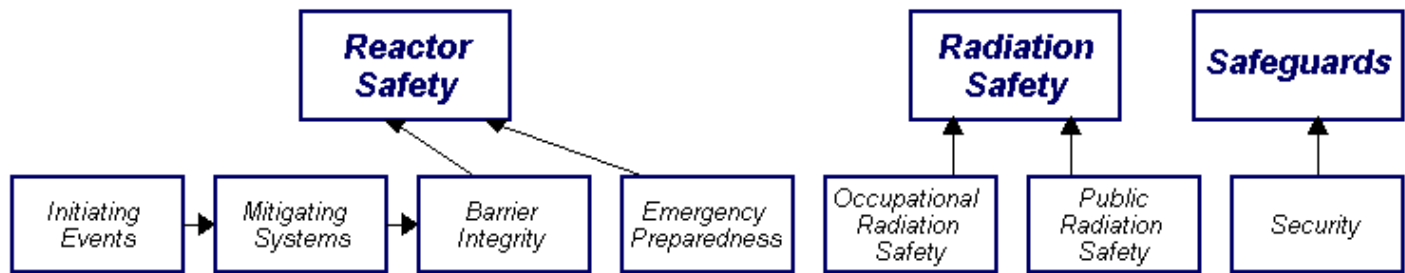 Reactor
Safety
Radiation
Safety
Safeguards
Initiating
Events
Mitigating
Systems
Barrier
Integrity
Emergency
Preparedness
Occupational
Radiation
Safety
Public
Radiation
Safety
Security